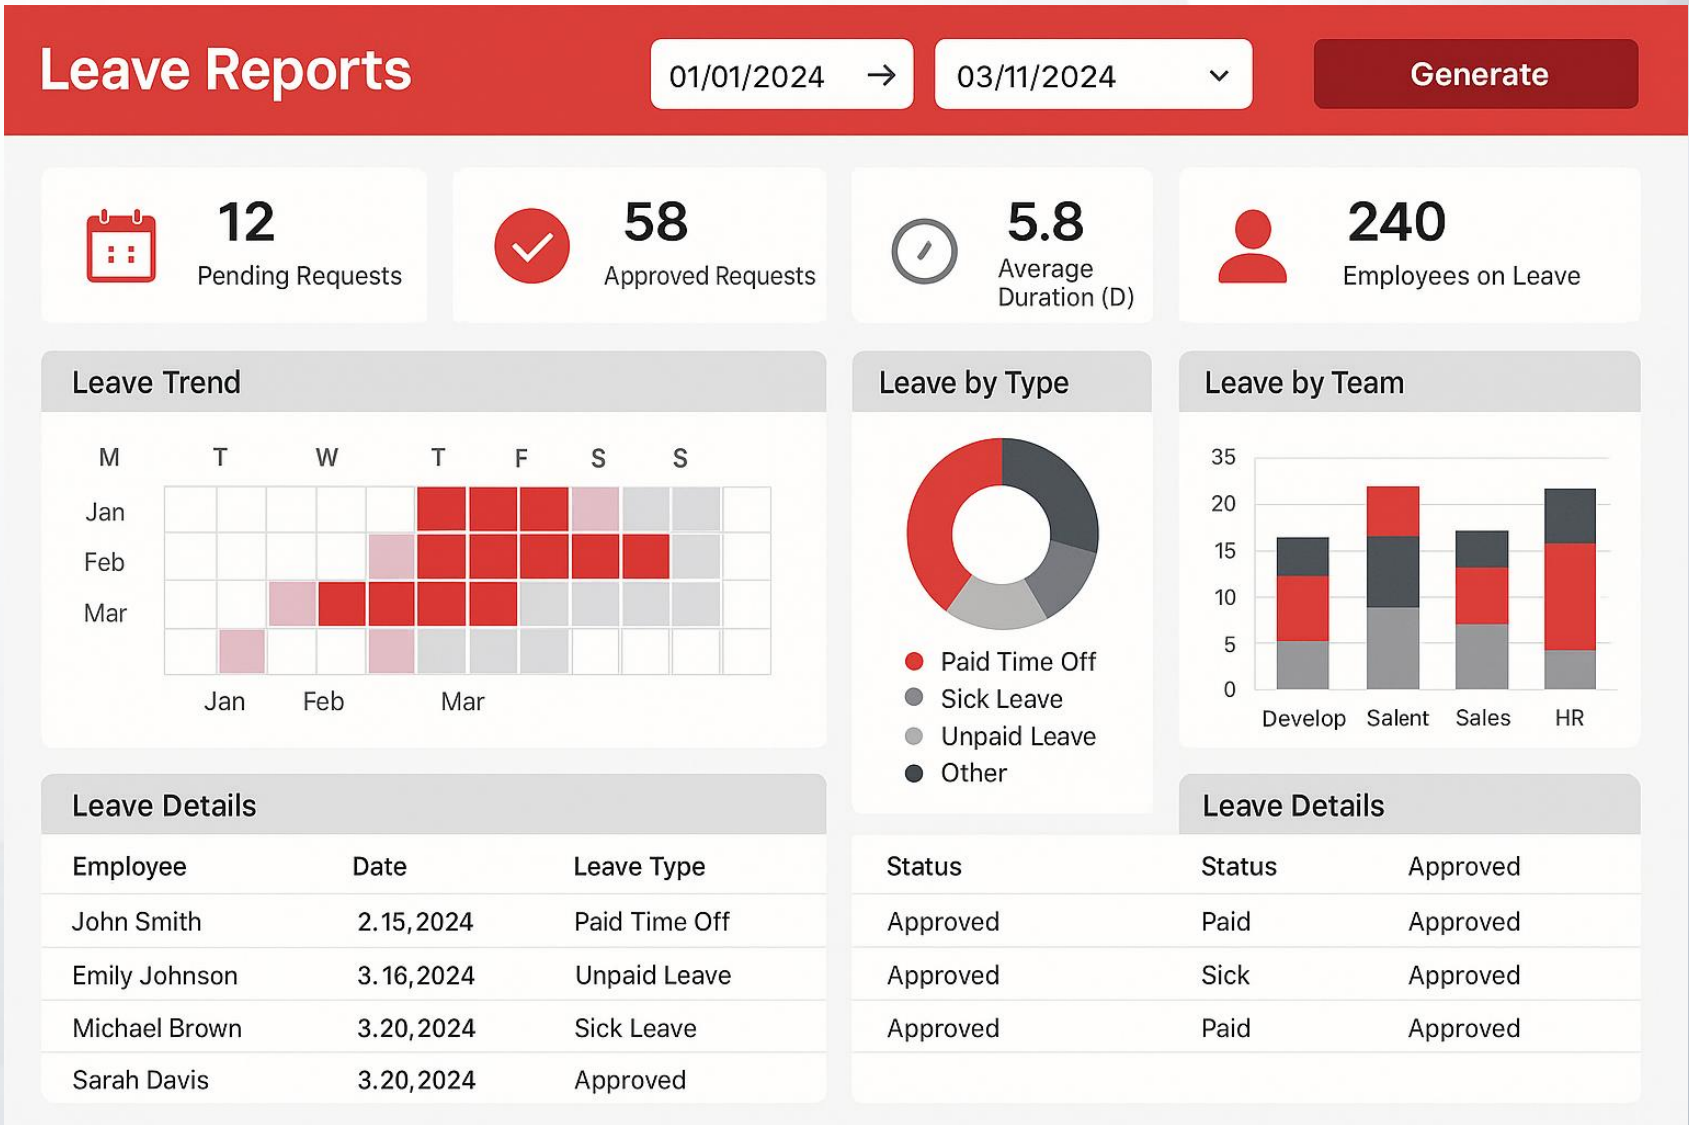 Leave Reports
01/01/2024 →
03/11/2024
Generate
12
Pending Requests
58
Approved Requests
5.8
Average
Duration (D)
240
Employees on Leave
Leave Trend
M T W T F S S
Jan
Feb
Mar
Jan Feb Mar
Leave by Type
Paid Time Off
Sick Leave
Unpaid Leave
Other
Leave by Team
35
20
15
10
5
0
Develop Salent Sales HR
Leave Details
Employee Date Leave Type
John Smith 2.15,2024 Paid Time Off
Emily Johnson 3.16,2024 Unpaid Leave
Michael Brown 3.20,2024 Sick Leave
Sarah Davis 3.20,2024 Approved
Leave Details
Status Status Approved
Approved Paid Approved
Approved Sick Approved
Approved Paid Approved